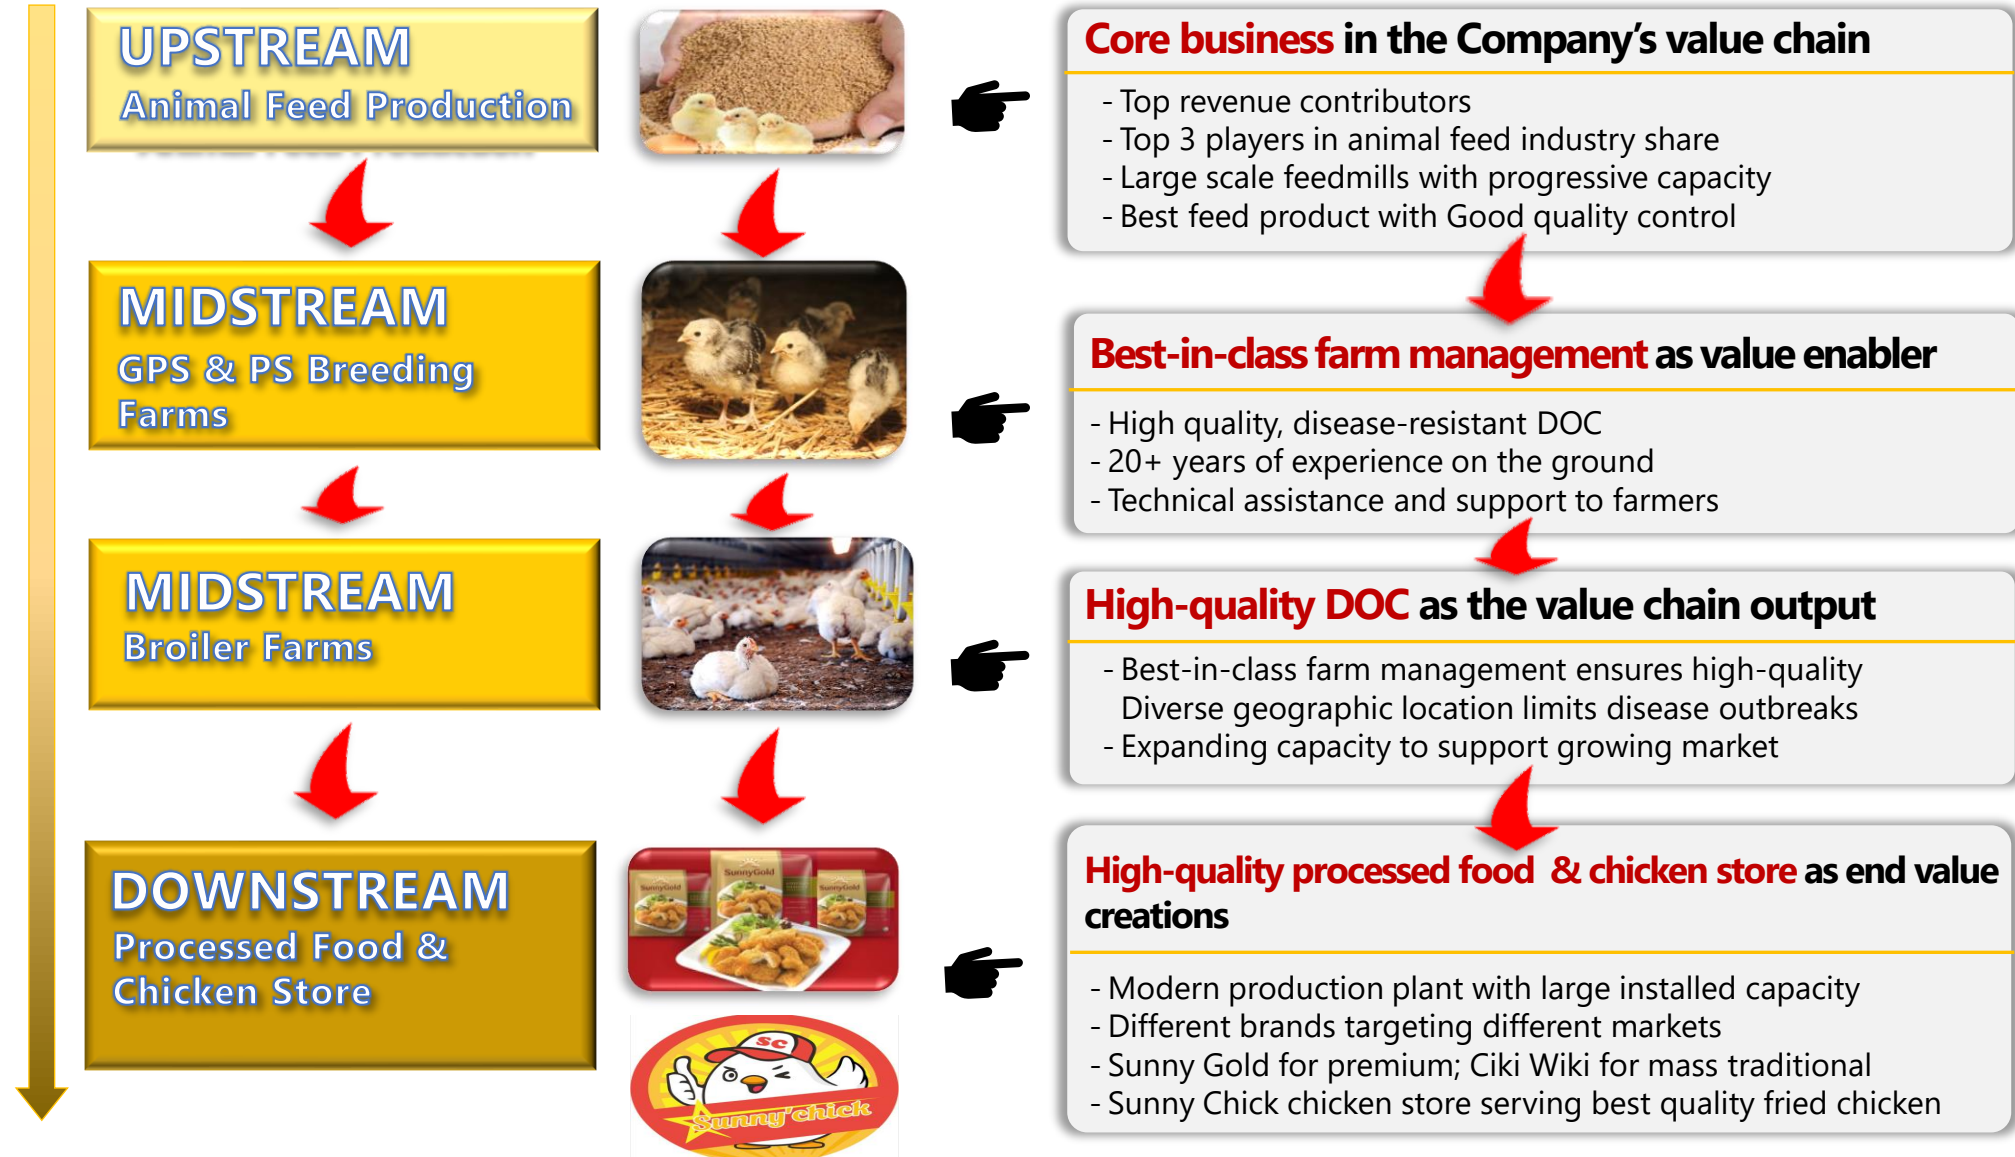 UPSTREAM
Animal Feed Production
Core business in the Company's value chain
- Top revenue contributors
- Top 3 players in animal feed industry share
- Large scale feedmills with progressive capacity
- Best feed product with Good quality control
MIDSTREAM
GPS & PS Breeding
Farms
Best-in-class farm management as value enabler
- High quality, disease-resistant DOC
- 20+ years of experience on the ground
- Technical assistance and support to farmers
MIDSTREAM
Broiler Farms
High-quality DOC as the value chain output
- Best-in-class farm management ensures high-quality
Diverse geographic location limits disease outbreaks
- Expanding capacity to support growing market
DOWNSTREAM
Processed Food &
Chicken Store
SunnyGold
SunnyGold
SunnyGold
SC
Sunny'chick
High-quality processed food & chicken store as end value
creations
- Modern production plant with large installed capacity
- Different brands targeting different markets
- Sunny Gold for premium; Ciki Wiki for mass traditional
- Sunny Chick chicken store serving best quality fried chicken